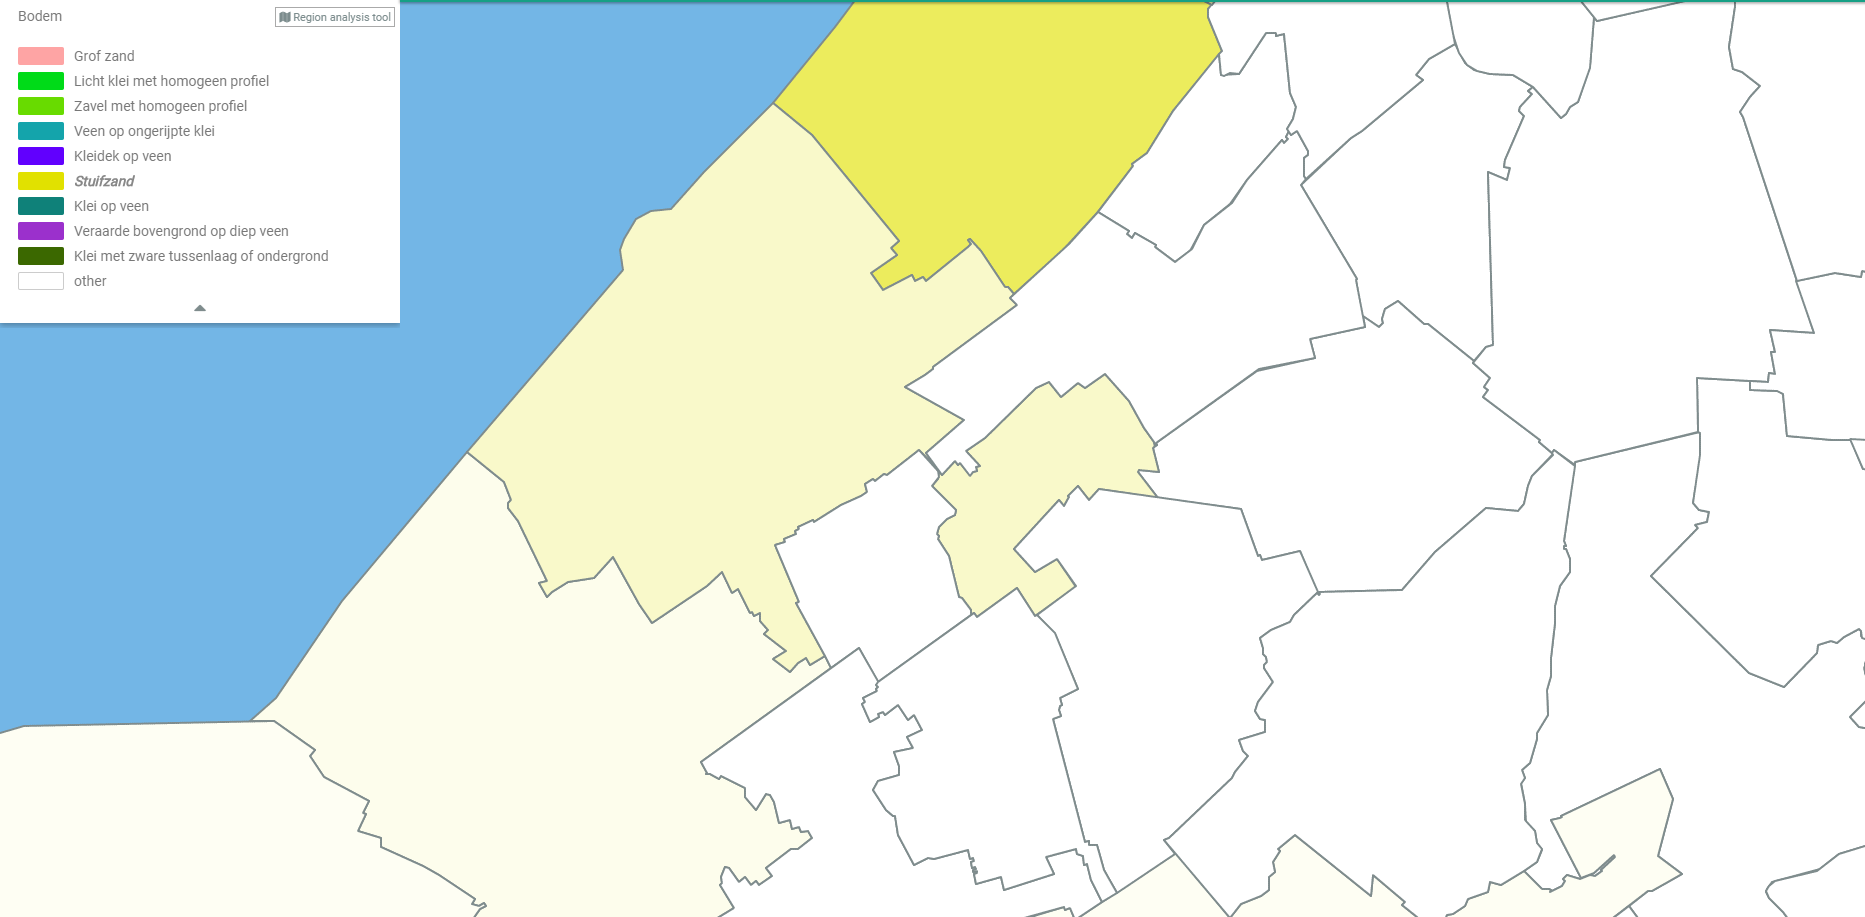 Bodem
Region analysis tool
Grof zand
Licht klei met homogeen profiel
Zavel met homogeen profiel
Veen op ongerijpte klei
Kleidek op veen
Stuifzand
Klei op veen
Veraarde bovengrond op diep veen
Klei met zware tussenlaag of ondergrond
other